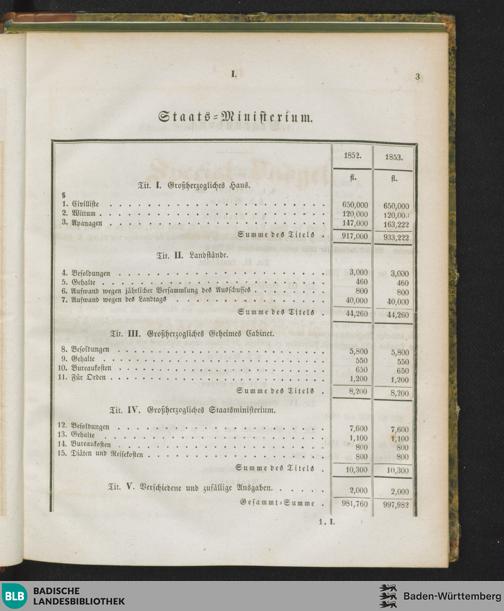 I.
3
Staats-Ministerium.
1852. 1853.
fl. fl.
Tit. I. Großherzogliches Haus.
§
1. Civilliste . . . 650,000 650,000
2. Wittum . . . 120,000 120,000
3. Apanagen . . . 147,000 163,222
Summe des Titels . 917,000 933,222
Tit. II. Landstände.
4. Besoldungen . . . 3,000 3,000
5. Gehalte . . . 460 460
6. Aufwand wegen jährlicher Versammlung des Ausschusses . . . 800 800
7. Aufwand wegen des Landtags . . . 40,000 40,000
Summe des Titels . 44,260 44,260
Tit. III. Großherzogliches Geheimes Cabinet.
8. Besoldungen . . . 5,800 5,800
9. Gehalte . . . 550 550
10. Bureaukosten . . . 650 650
11. Für Orden . . . 1,200 1,200
Summe des Titels . 8,200 8,200
Tit. IV. Großherzogliches Staatsministerium.
12. Besoldungen . . . 7,600 7,600
13. Gehalte . . . 1,100 1,100
14. Bureaukosten . . . 800 800
15. Diäten und Reisekosten . . . 800 800
Summe des Titels . 10,300 10,300
Tit. V. Verschiedene und zufällige Ausgaben. . . . 2,000 2,000
Gesammt-Summe . 981,760 997,982
1. I.
BLB BADISCHE LANDESBIBLIOTHEK
Baden-Württemberg